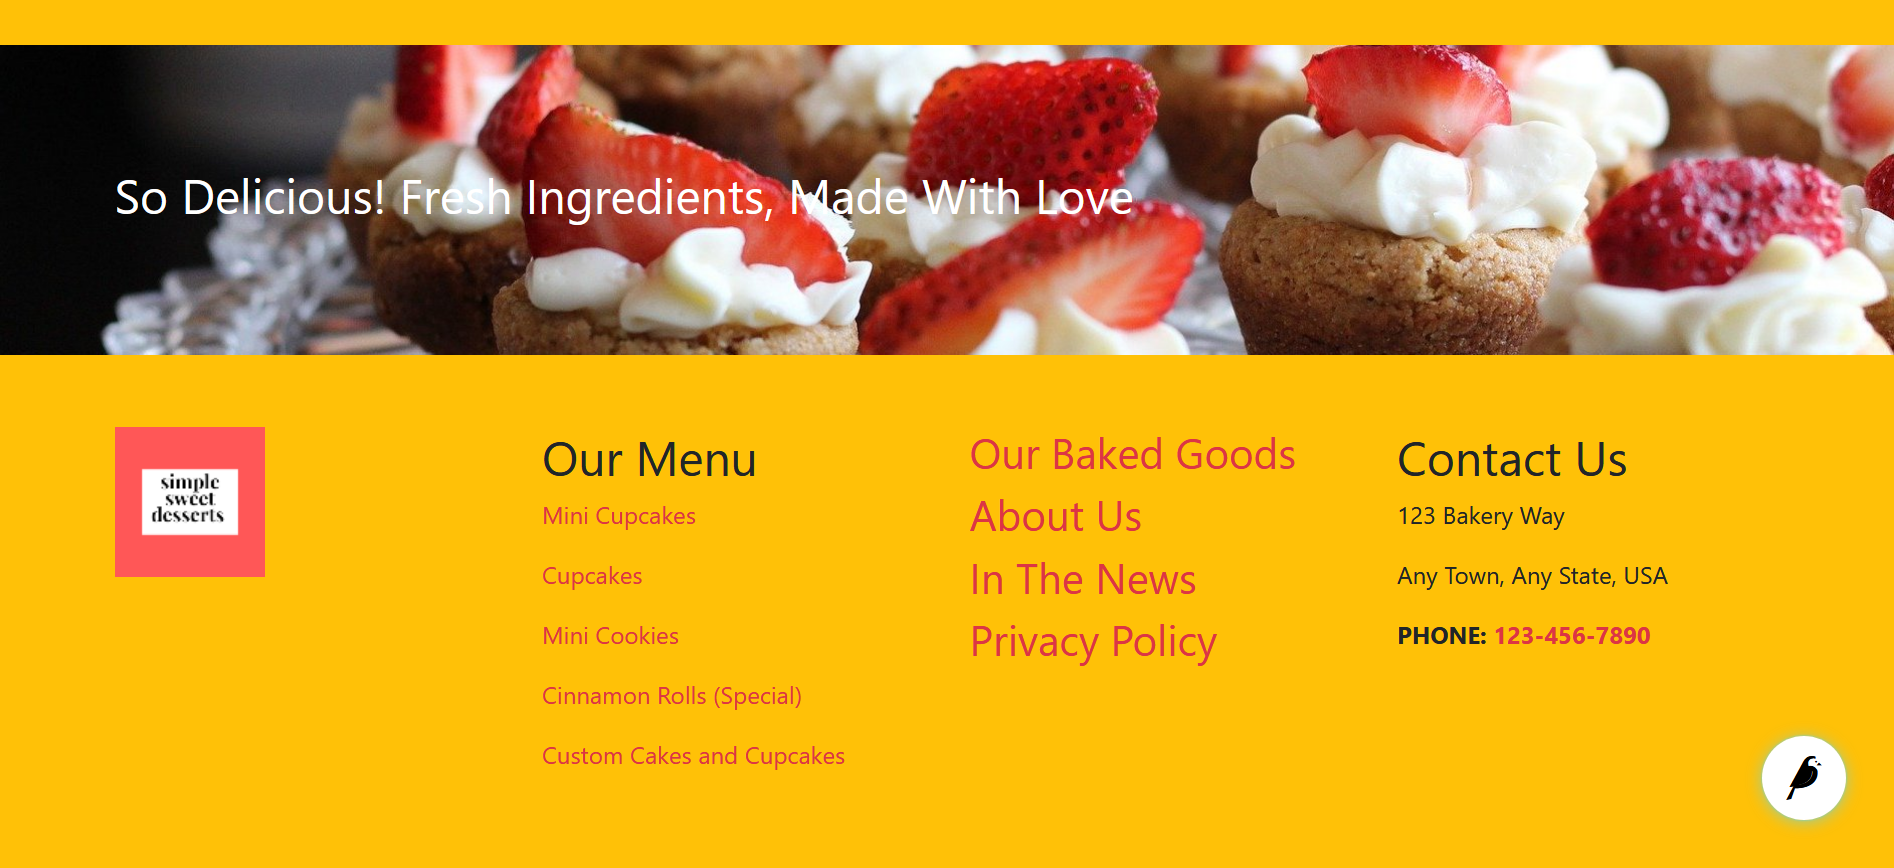 So Delicious! Fresh Ingredients, Made With Love
simple
sweet
desserts
Our Menu
Mini Cupcakes
Cupcakes
Mini Cookies
Cinnamon Rolls (Special)
Custom Cakes and Cupcakes
Our Baked Goods
About Us
In The News
Privacy Policy
Contact Us
123 Bakery Way
Any Town, Any State, USA
PHONE: 123-456-7890